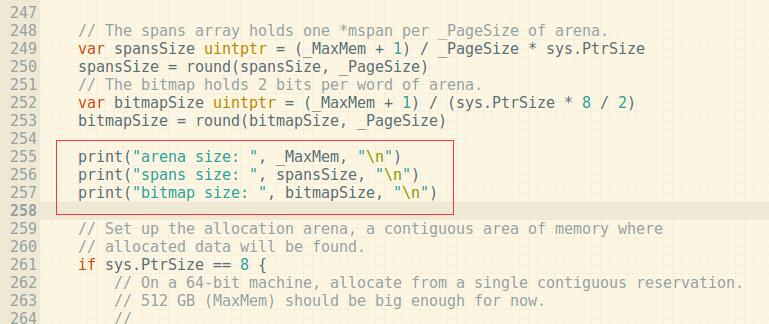 247
248 // The spans array holds one *mspan per _PageSize of arena.
249 var spansSize uintptr = (_MaxMem + 1) / _PageSize * sys.PtrSize
250 spansSize = round(spansSize, _PageSize)
251 // The bitmap holds 2 bits per word of arena.
252 var bitmapSize uintptr = (_MaxMem + 1) / (sys.PtrSize * 8 / 2)
253 bitmapSize = round(bitmapSize, _PageSize)
254
255 print("arena size: ", _MaxMem, "\n")
256 print("spans size: ", spansSize, "\n")
257 print("bitmap size: ", bitmapSize, "\n")
258
259 // Set up the allocation arena, a contiguous area of memory where
260 // allocated data will be found.
261 if sys.PtrSize == 8 {
262 // On a 64-bit machine, allocate from a single contiguous reservation.
263 // 512 GB (MaxMem) should be big enough for now.
264 //